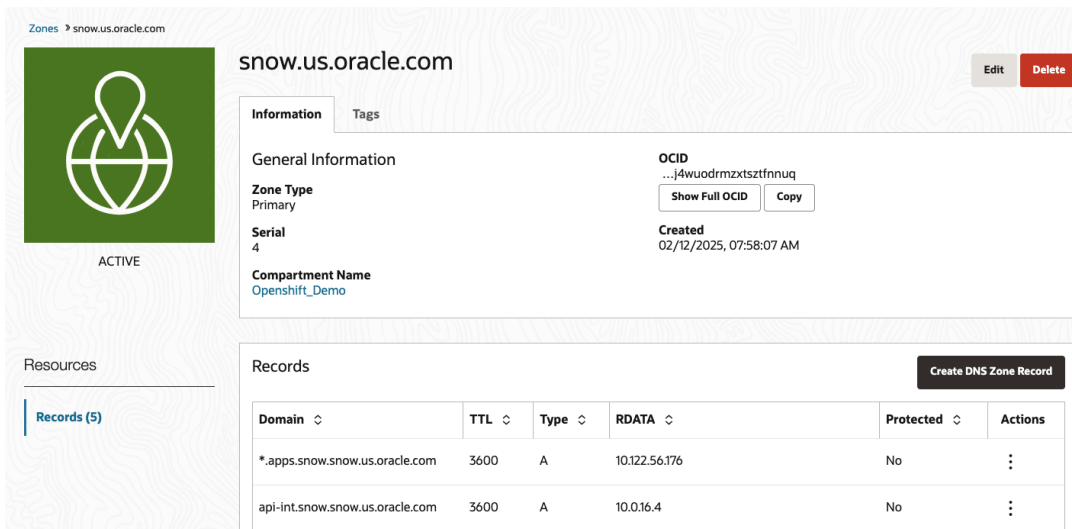 Zones » snow.us.oracle.com
snow.us.oracle.com
Edit
Delete
ACTIVE
Information
Tags
General Information
Zone Type
Primary
Serial
4
Compartment Name
Openshift_Demo
OCID
...j4wuodrmzxtsztfnnuq
Show Full OCID
Copy
Created
02/12/2025, 07:58:07 AM
Resources
Records (5)
Records
Create DNS Zone Record
Domain TTL Type RDATA Protected Actions
*.apps.snow.snow.us.oracle.com 3600 A 10.122.56.176 No
api-int.snow.snow.us.oracle.com 3600 A 10.0.16.4 No